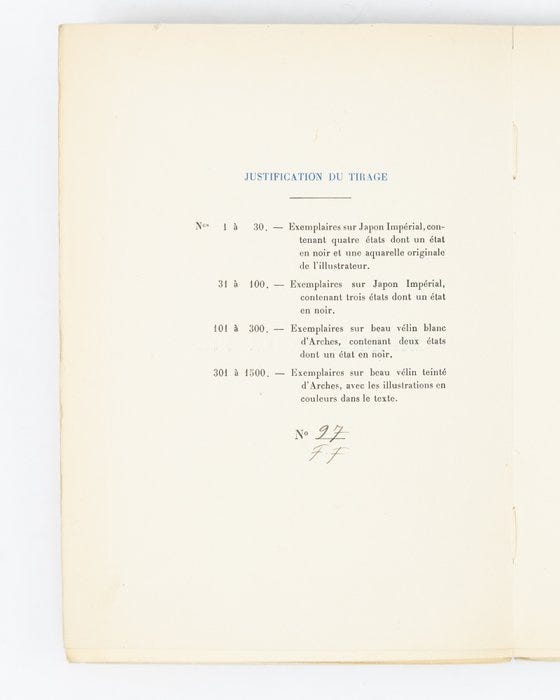 JUSTIFICATION DU TIRAGE
Nos 1 à 30. — Exemplaires sur Japon Impérial, con-
tenant quatre états dont un état
en noir et une aquarelle originale
de l'illustrateur.
31 à 100. — Exemplaires sur Japon Impérial,
contenant trois états dont un état
en noir.
101 à 300. — Exemplaires sur beau vélin blanc
d'Arches, contenant deux états
dont un état en noir.
301 à 1500. — Exemplaires sur beau vélin teinté
d'Arches, avec les illustrations en
couleurs dans le texte.
No 97
FF